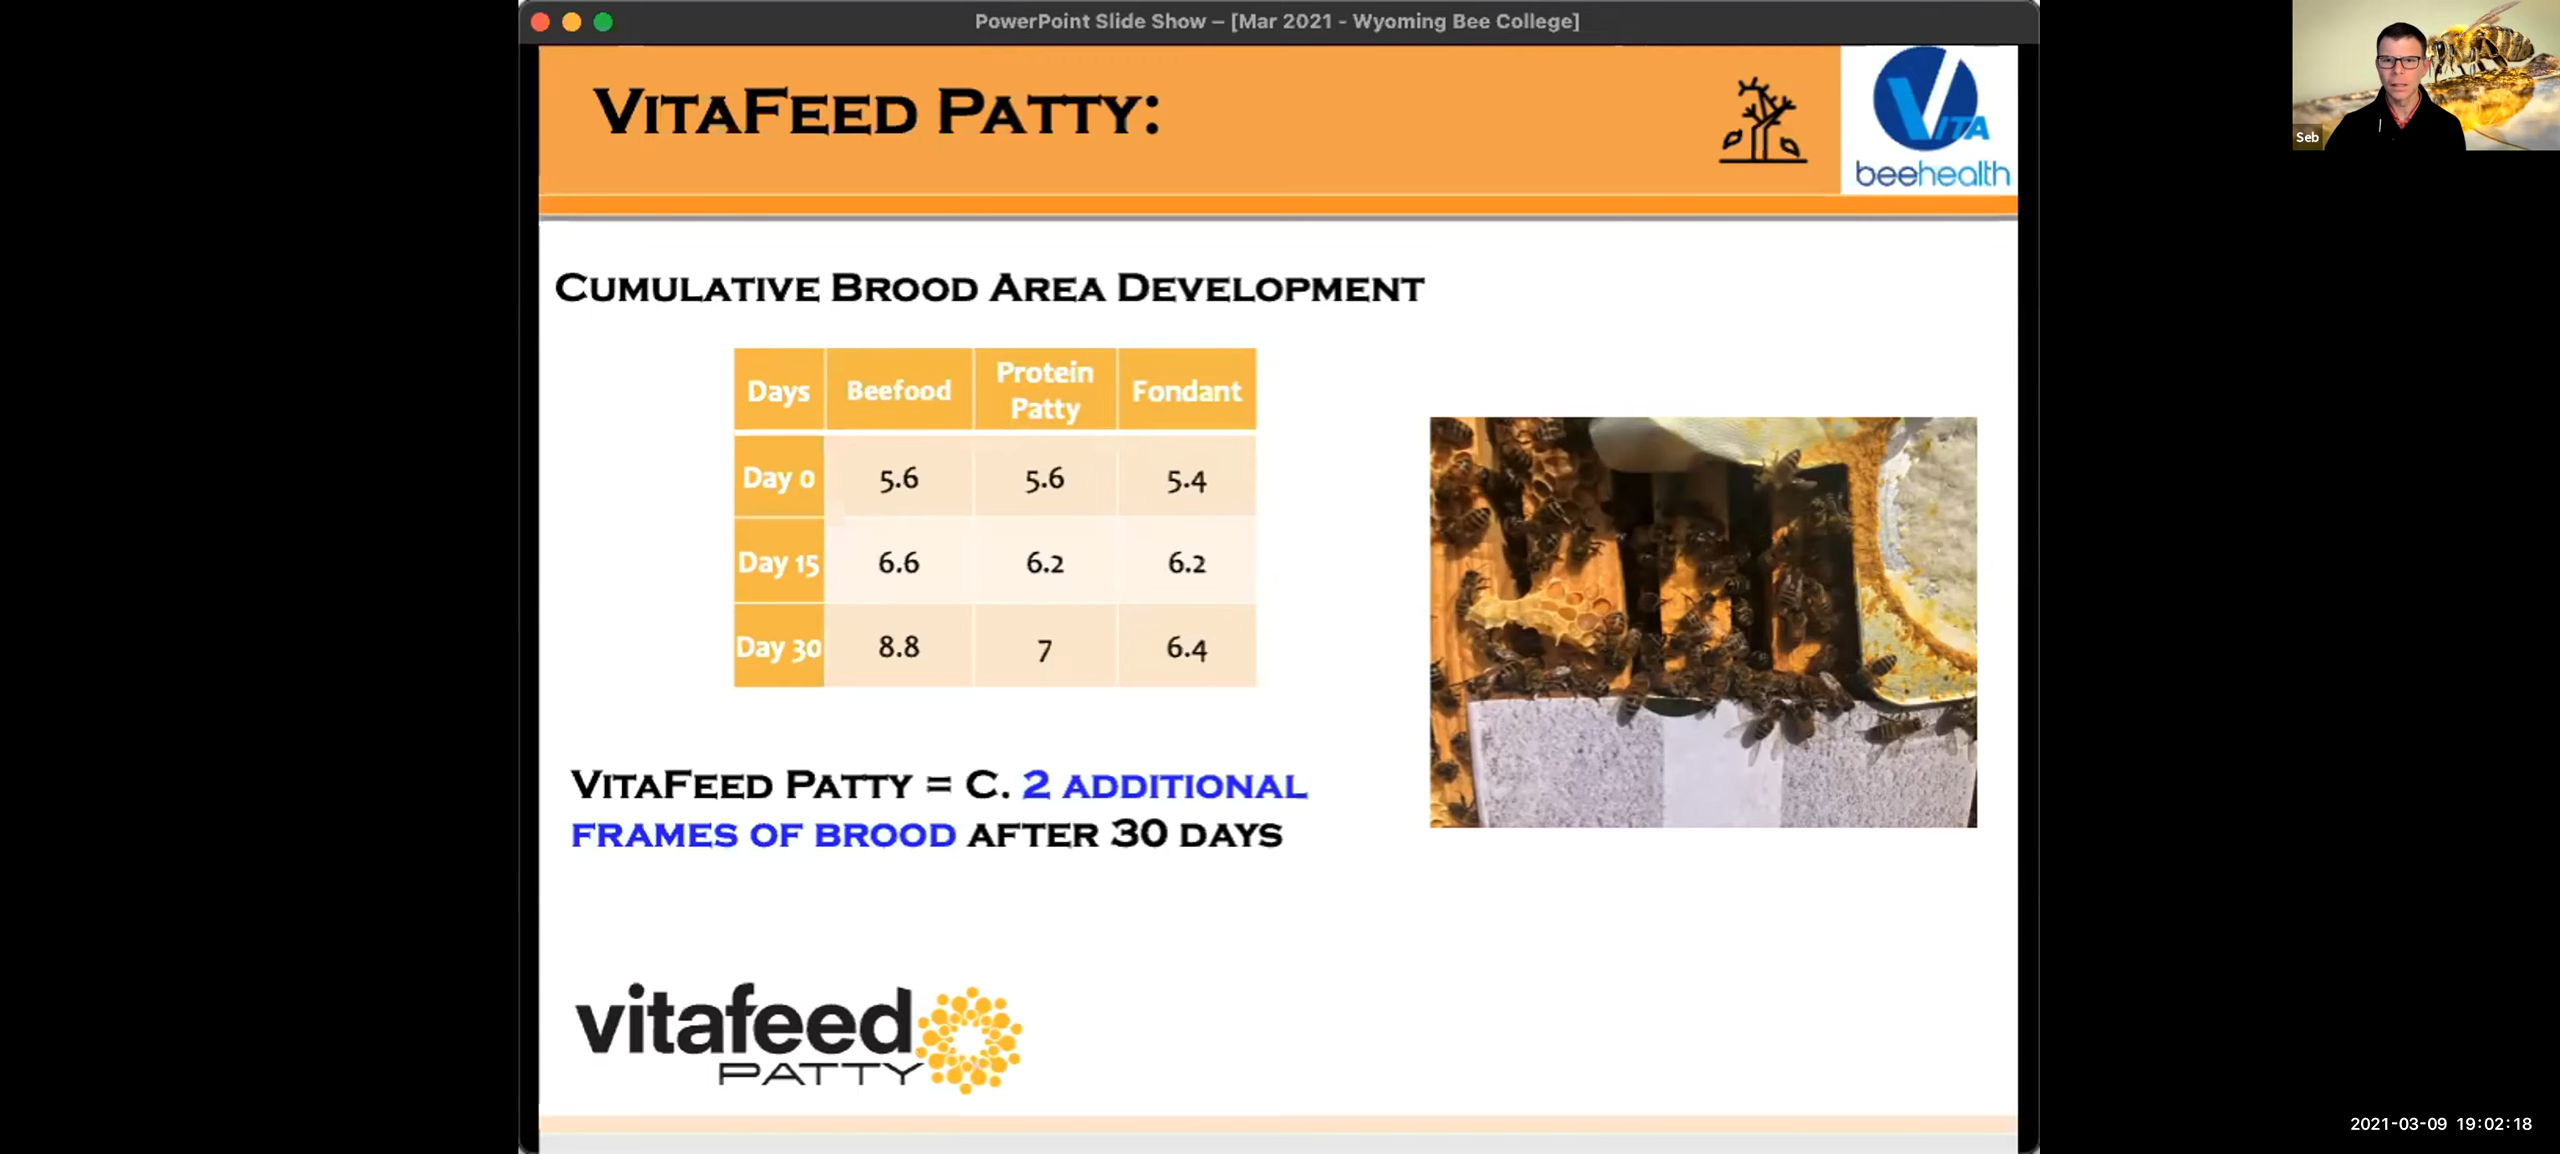 PowerPoint Slide Show – [Mar 2021 - Wyoming Bee College]
VITAFEED PATTY:
VITA
beehealth
Seb
CUMULATIVE BROOD AREA DEVELOPMENT
Days Beefood Protein Patty Fondant
Day 0 5.6 5.6 5.4
Day 15 6.6 6.2 6.2
Day 30 8.8 7 6.4
VITAFEED PATTY = C. 2 ADDITIONAL
FRAMES OF BROOD AFTER 30 DAYS
vitafeed
PATTY
2021-03-09 19:02:18